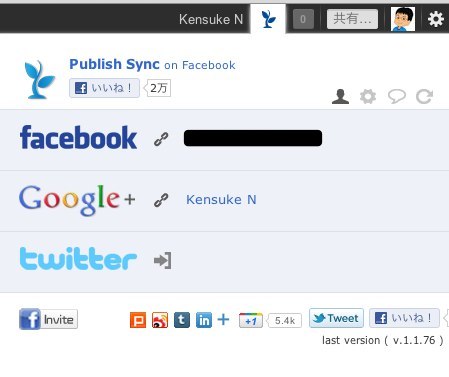 Kensuke N 0 共有...
Publish Sync on Facebook
いいね！ 2万
facebook
Google+ Kensuke N
twitter
Invite +1 5.4k Tweet いいね！
last version ( v.1.1.76 )